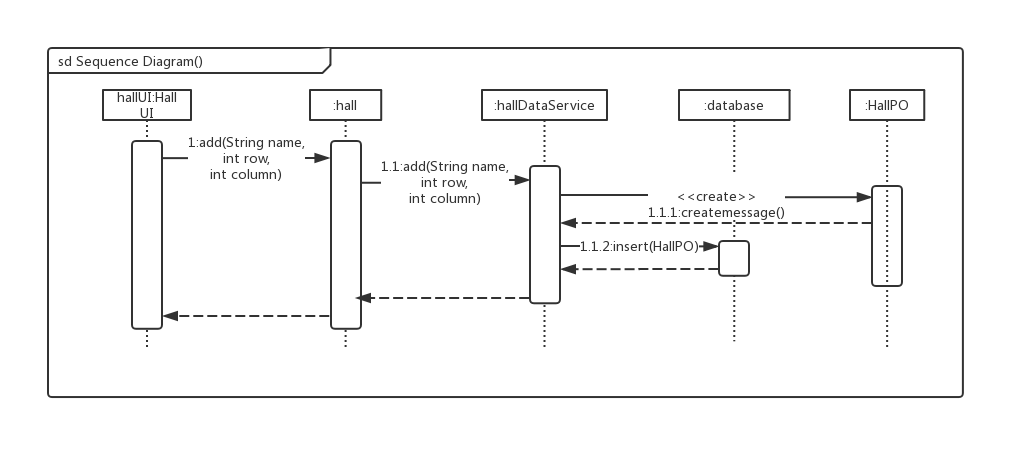 sd Sequence Diagram()
hallUI:Hall
UI
:hall
:hallDataService
:database
:HallPO
1:add(String name,
int row,
int column)
1.1:add(String name,
int row,
int column)
<<create>>
1.1.1:createmessage()
1.1.2:insert(HallPO)